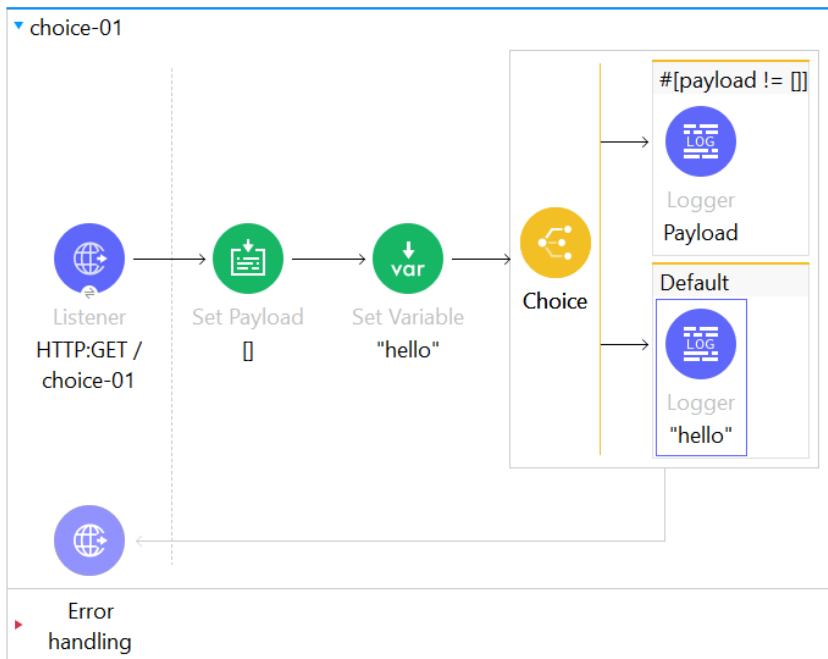 choice-01
#[payload != []]
LOG
Logger
Payload
Listener
HTTP:GET /
choice-01
Set Payload
[]
var
Set Variable
"hello"
Choice
Default
LOG
Logger
"hello"
Error
handling